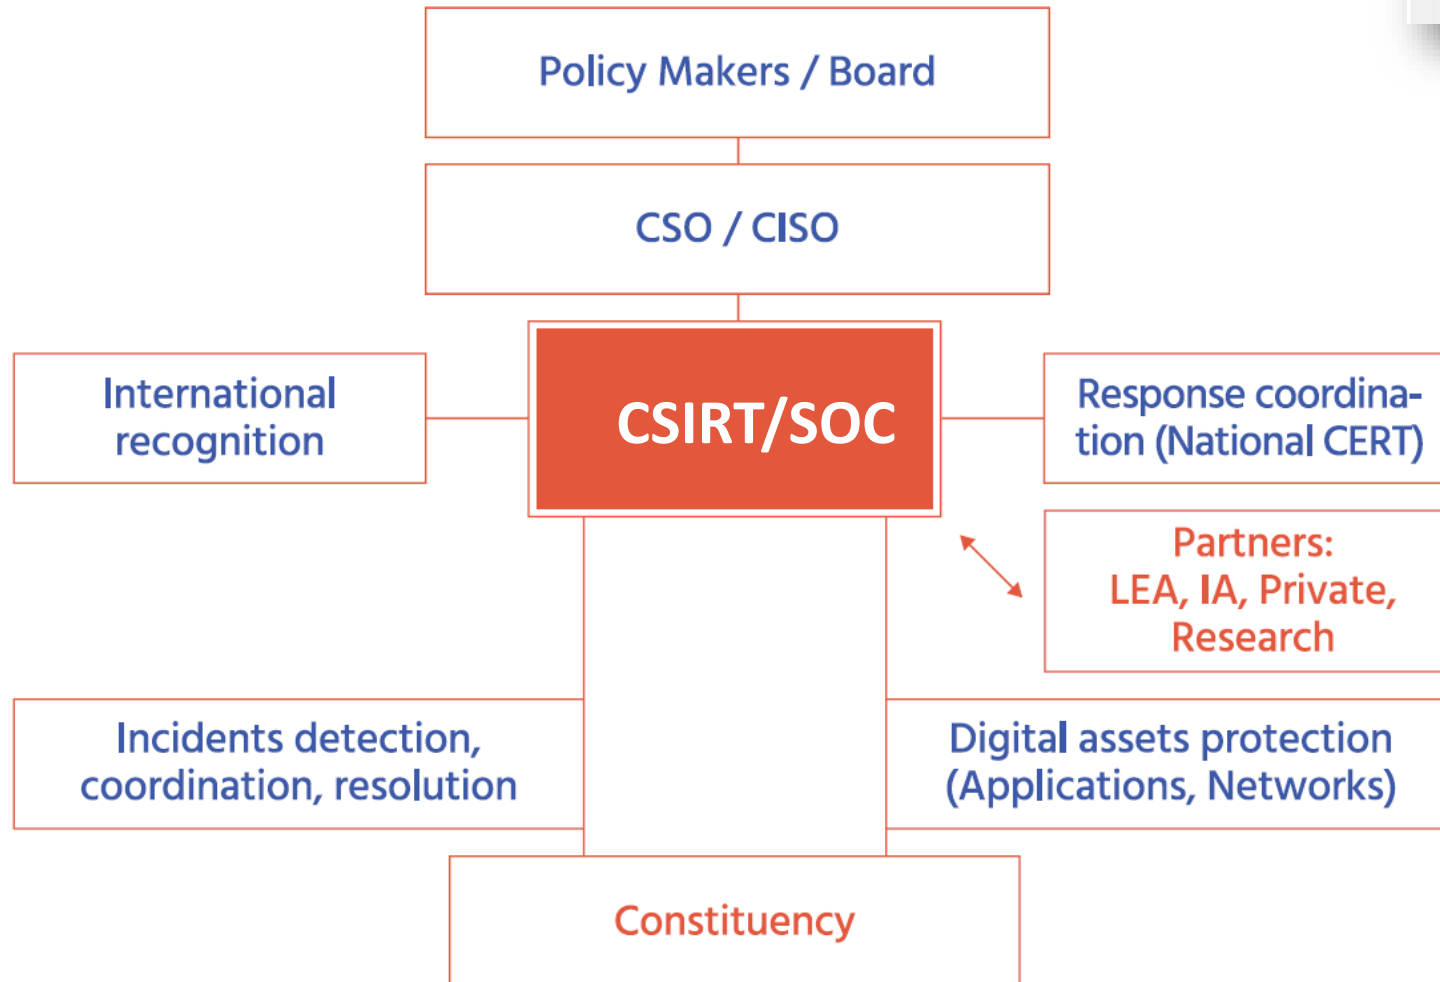 Policy Makers / Board
CSO / CISO
International
recognition
CSIRT/SOC
Response coordina-
tion (National CERT)
Partners:
LEA, IA, Private,
Research
Incidents detection,
coordination, resolution
Digital assets protection
(Applications, Networks)
Constituency